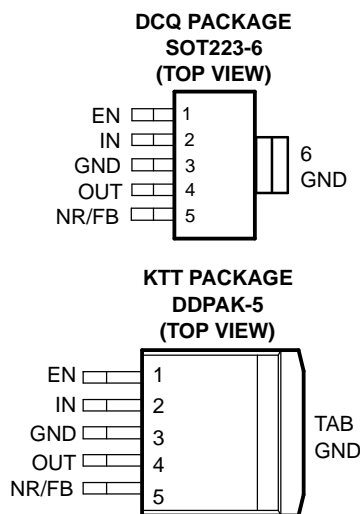 DCQ PACKAGE
SOT223-6
(TOP VIEW)
EN 1
IN 2
GND 3
OUT 4
NR/FB 5
6
GND
KTT PACKAGE
DDPAK-5
(TOP VIEW)
EN 1
IN 2
GND 3
OUT 4
NR/FB 5
TAB
GND